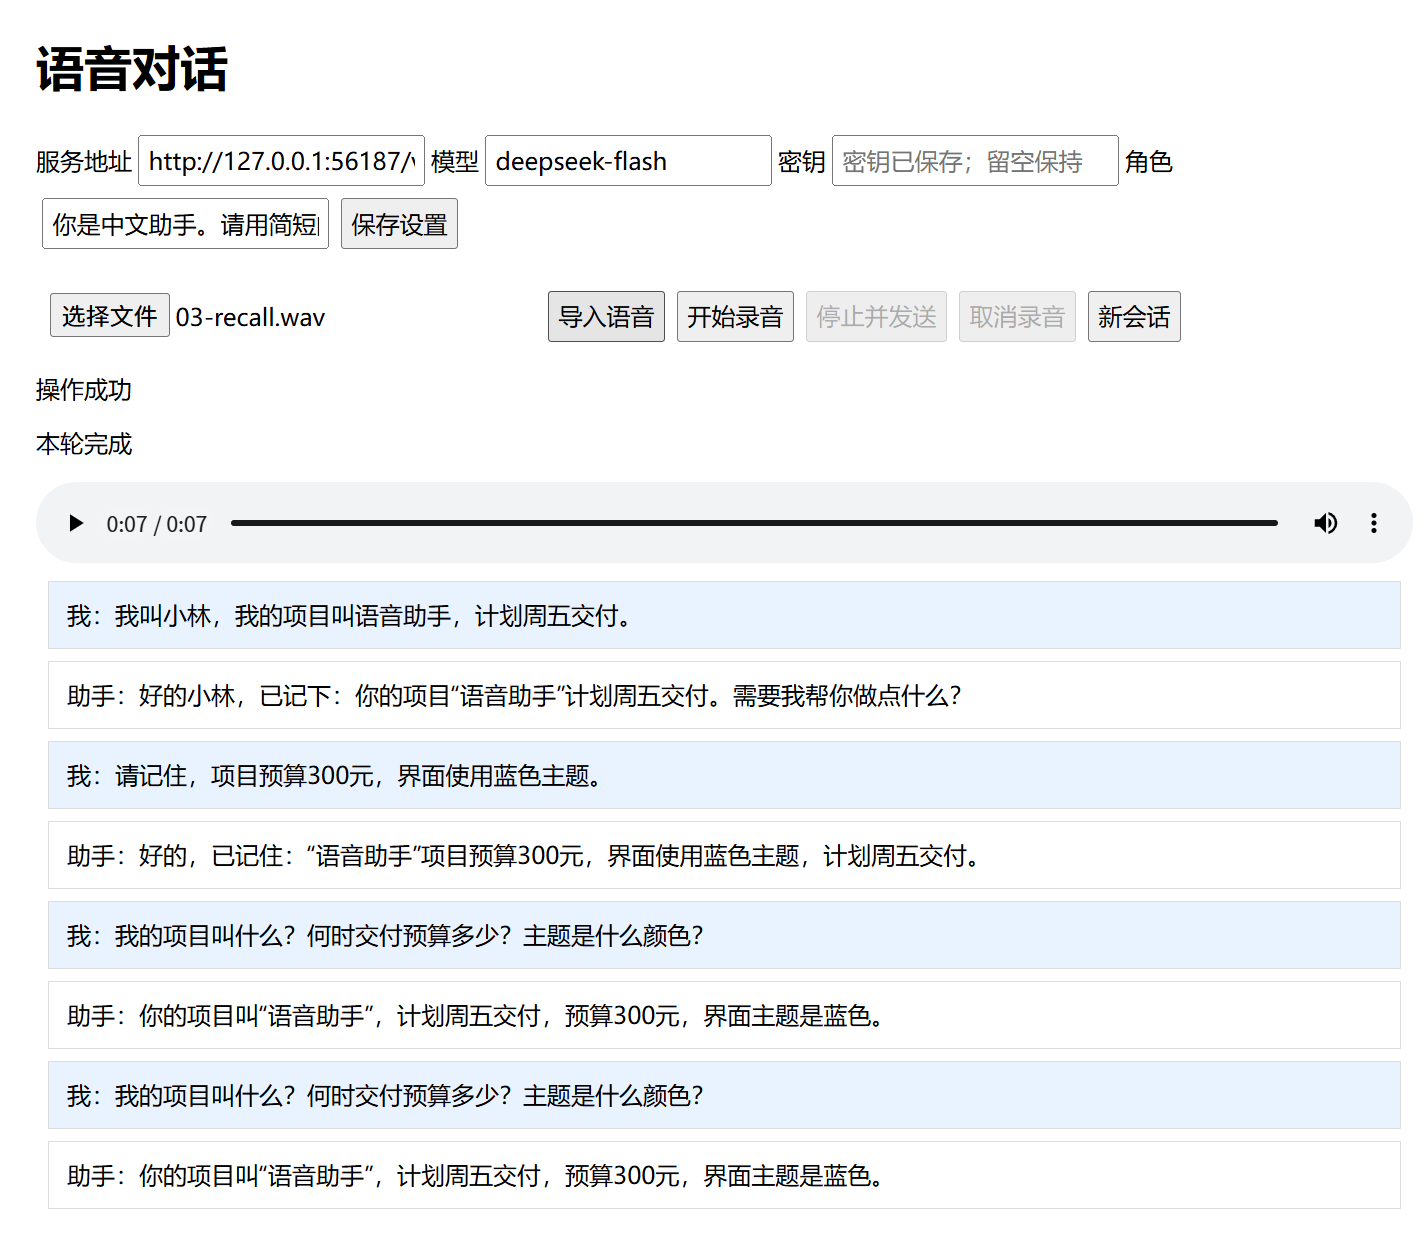 语音对话
服务地址 http://127.0.0.1:56187/ 模型 deepseek-flash 密钥 密钥已保存；留空保持 角色
你是中文助手。请用简短 保存设置
选择文件 03-recall.wav 导入语音 开始录音 停止并发送 取消录音 新会话
操作成功
本轮完成
0:07 / 0:07
我：我叫小林，我的项目叫语音助手，计划周五交付。
助手：好的小林，已记下：你的项目“语音助手”计划周五交付。需要我帮你做点什么？
我：请记住，项目预算300元，界面使用蓝色主题。
助手：好的，已记住：“语音助手”项目预算300元，界面使用蓝色主题，计划周五交付。
我：我的项目叫什么？何时交付预算多少？主题是什么颜色？
助手：你的项目叫“语音助手”，计划周五交付，预算300元，界面主题是蓝色。
我：我的项目叫什么？何时交付预算多少？主题是什么颜色？
助手：你的项目叫“语音助手”，计划周五交付，预算300元，界面主题是蓝色。